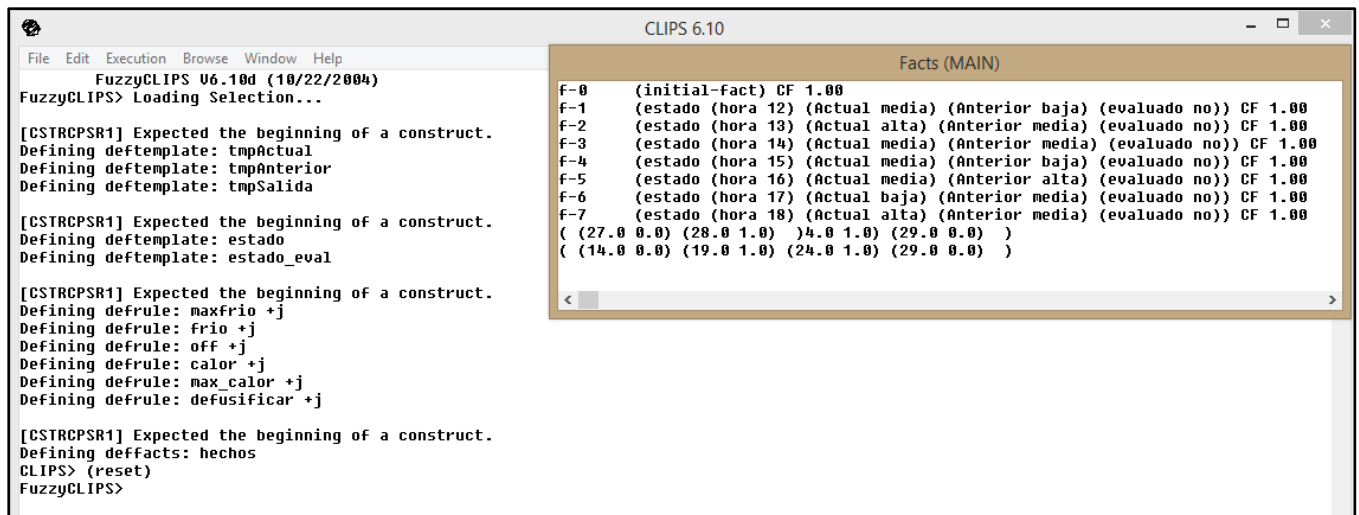 CLIPS 6.10
File Edit Execution Browse Window Help
FuzzyCLIPS V6.10d (10/22/2004)
FuzzyCLIPS> Loading Selection...
[CSTRCPSR1] Expected the beginning of a construct.
Defining deftemplate: tmpActual
Defining deftemplate: tmpAnterior
Defining deftemplate: tmpSalida
[CSTRCPSR1] Expected the beginning of a construct.
Defining deftemplate: estado
Defining deftemplate: estado_eval
[CSTRCPSR1] Expected the beginning of a construct.
Defining defrule: maxfrio +j
Defining defrule: frio +j
Defining defrule: off +j
Defining defrule: calor +j
Defining defrule: max_calor +j
Defining defrule: defusificar +j
[CSTRCPSR1] Expected the beginning of a construct.
Defining deffacts: hechos
CLIPS> (reset)
FuzzyCLIPS>
Facts (MAIN)
f-0 (initial-fact) CF 1.00
f-1 (estado (hora 12) (Actual media) (Anterior baja) (evaluado no)) CF 1.00
f-2 (estado (hora 13) (Actual alta) (Anterior media) (evaluado no)) CF 1.00
f-3 (estado (hora 14) (Actual media) (Anterior media) (evaluado no)) CF 1.00
f-4 (estado (hora 15) (Actual media) (Anterior baja) (evaluado no)) CF 1.00
f-5 (estado (hora 16) (Actual media) (Anterior alta) (evaluado no)) CF 1.00
f-6 (estado (hora 17) (Actual baja) (Anterior media) (evaluado no)) CF 1.00
f-7 (estado (hora 18) (Actual alta) (Anterior media) (evaluado no)) CF 1.00
( (27.0 0.0) (28.0 1.0) )4.0 1.0) (29.0 0.0) )
( (14.0 0.0) (19.0 1.0) (24.0 1.0) (29.0 0.0) )